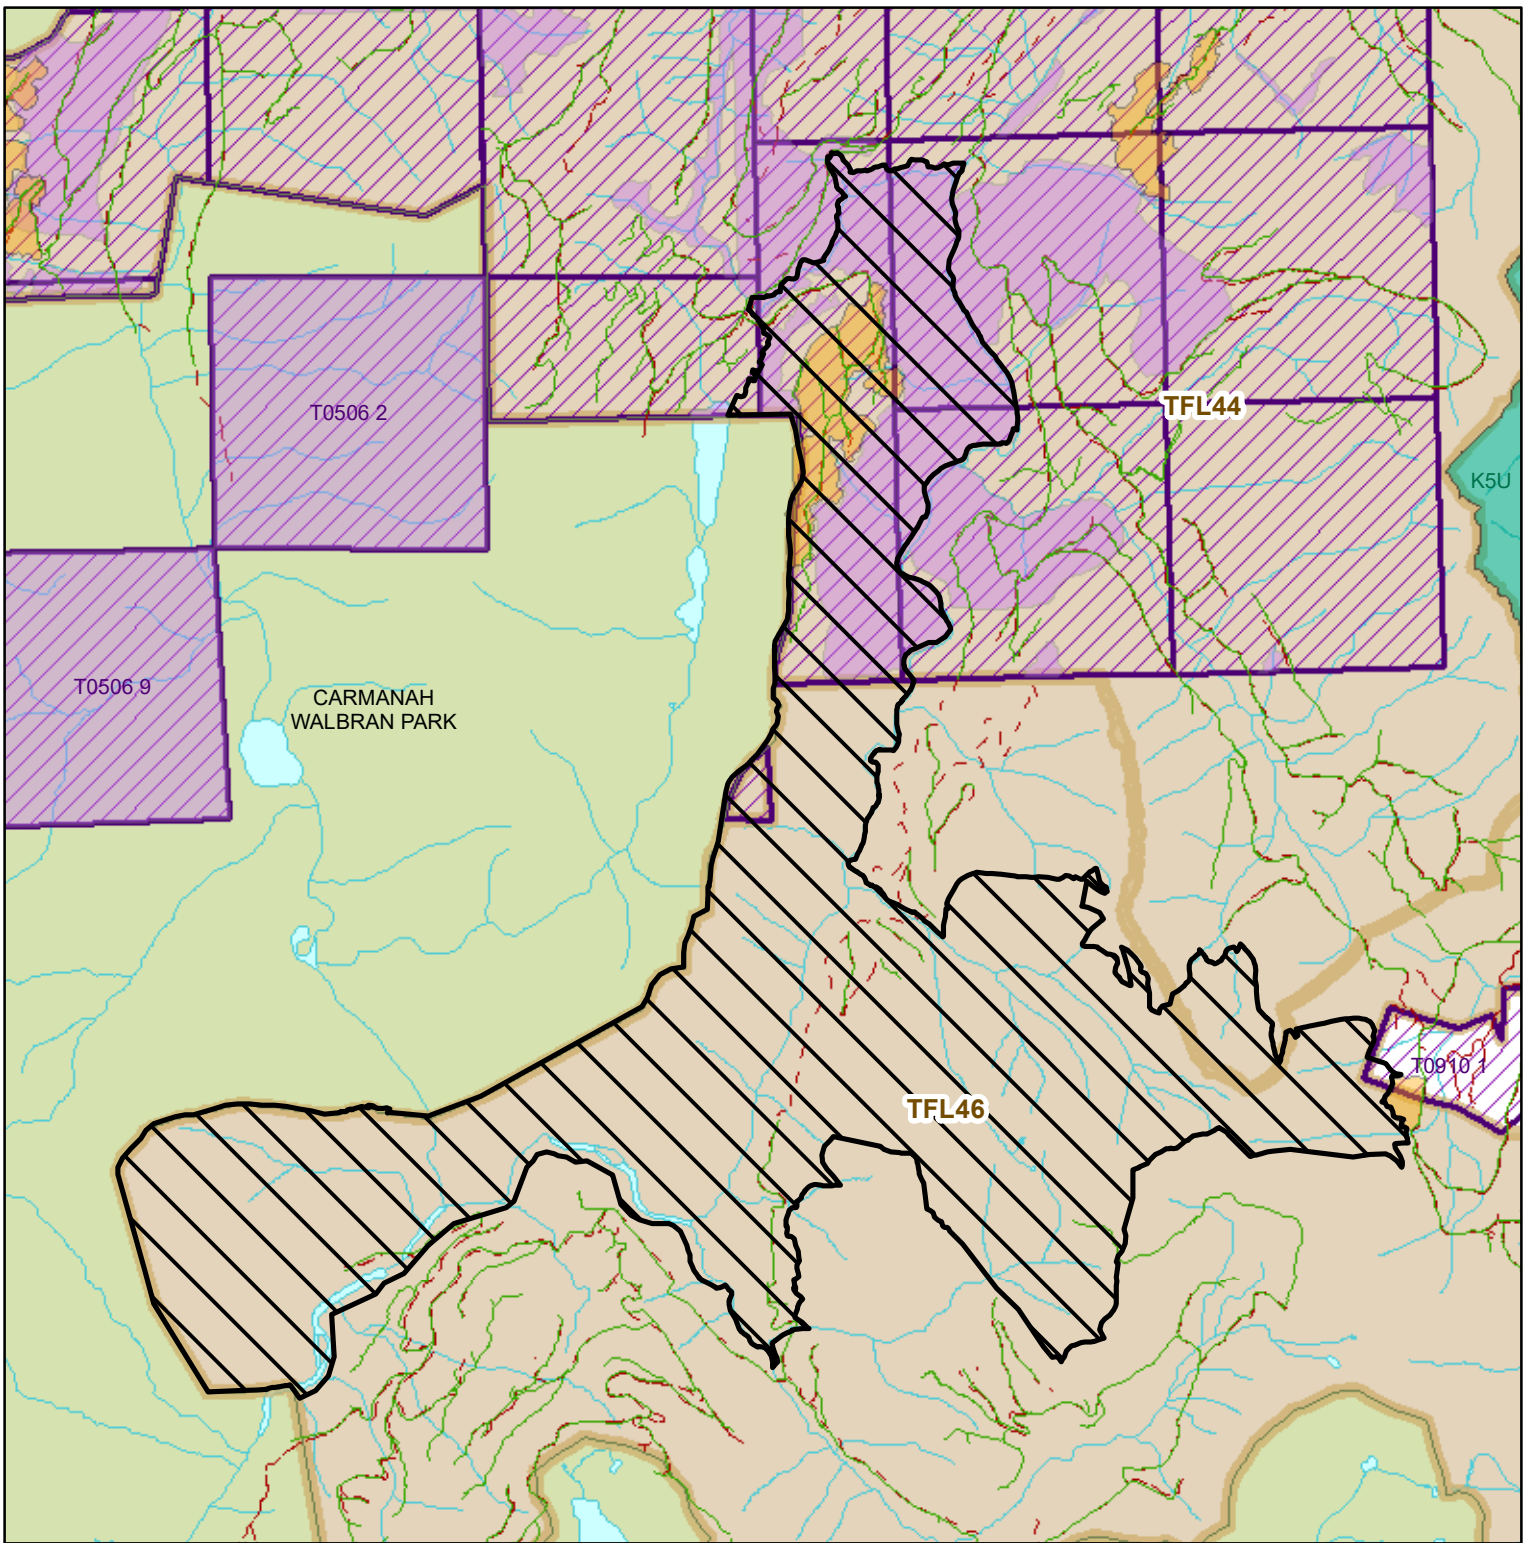 TFL44
T0506 2
K5U
T0506 9
CARMANAH
WALBRAN PARK
T0910 1
TFL46